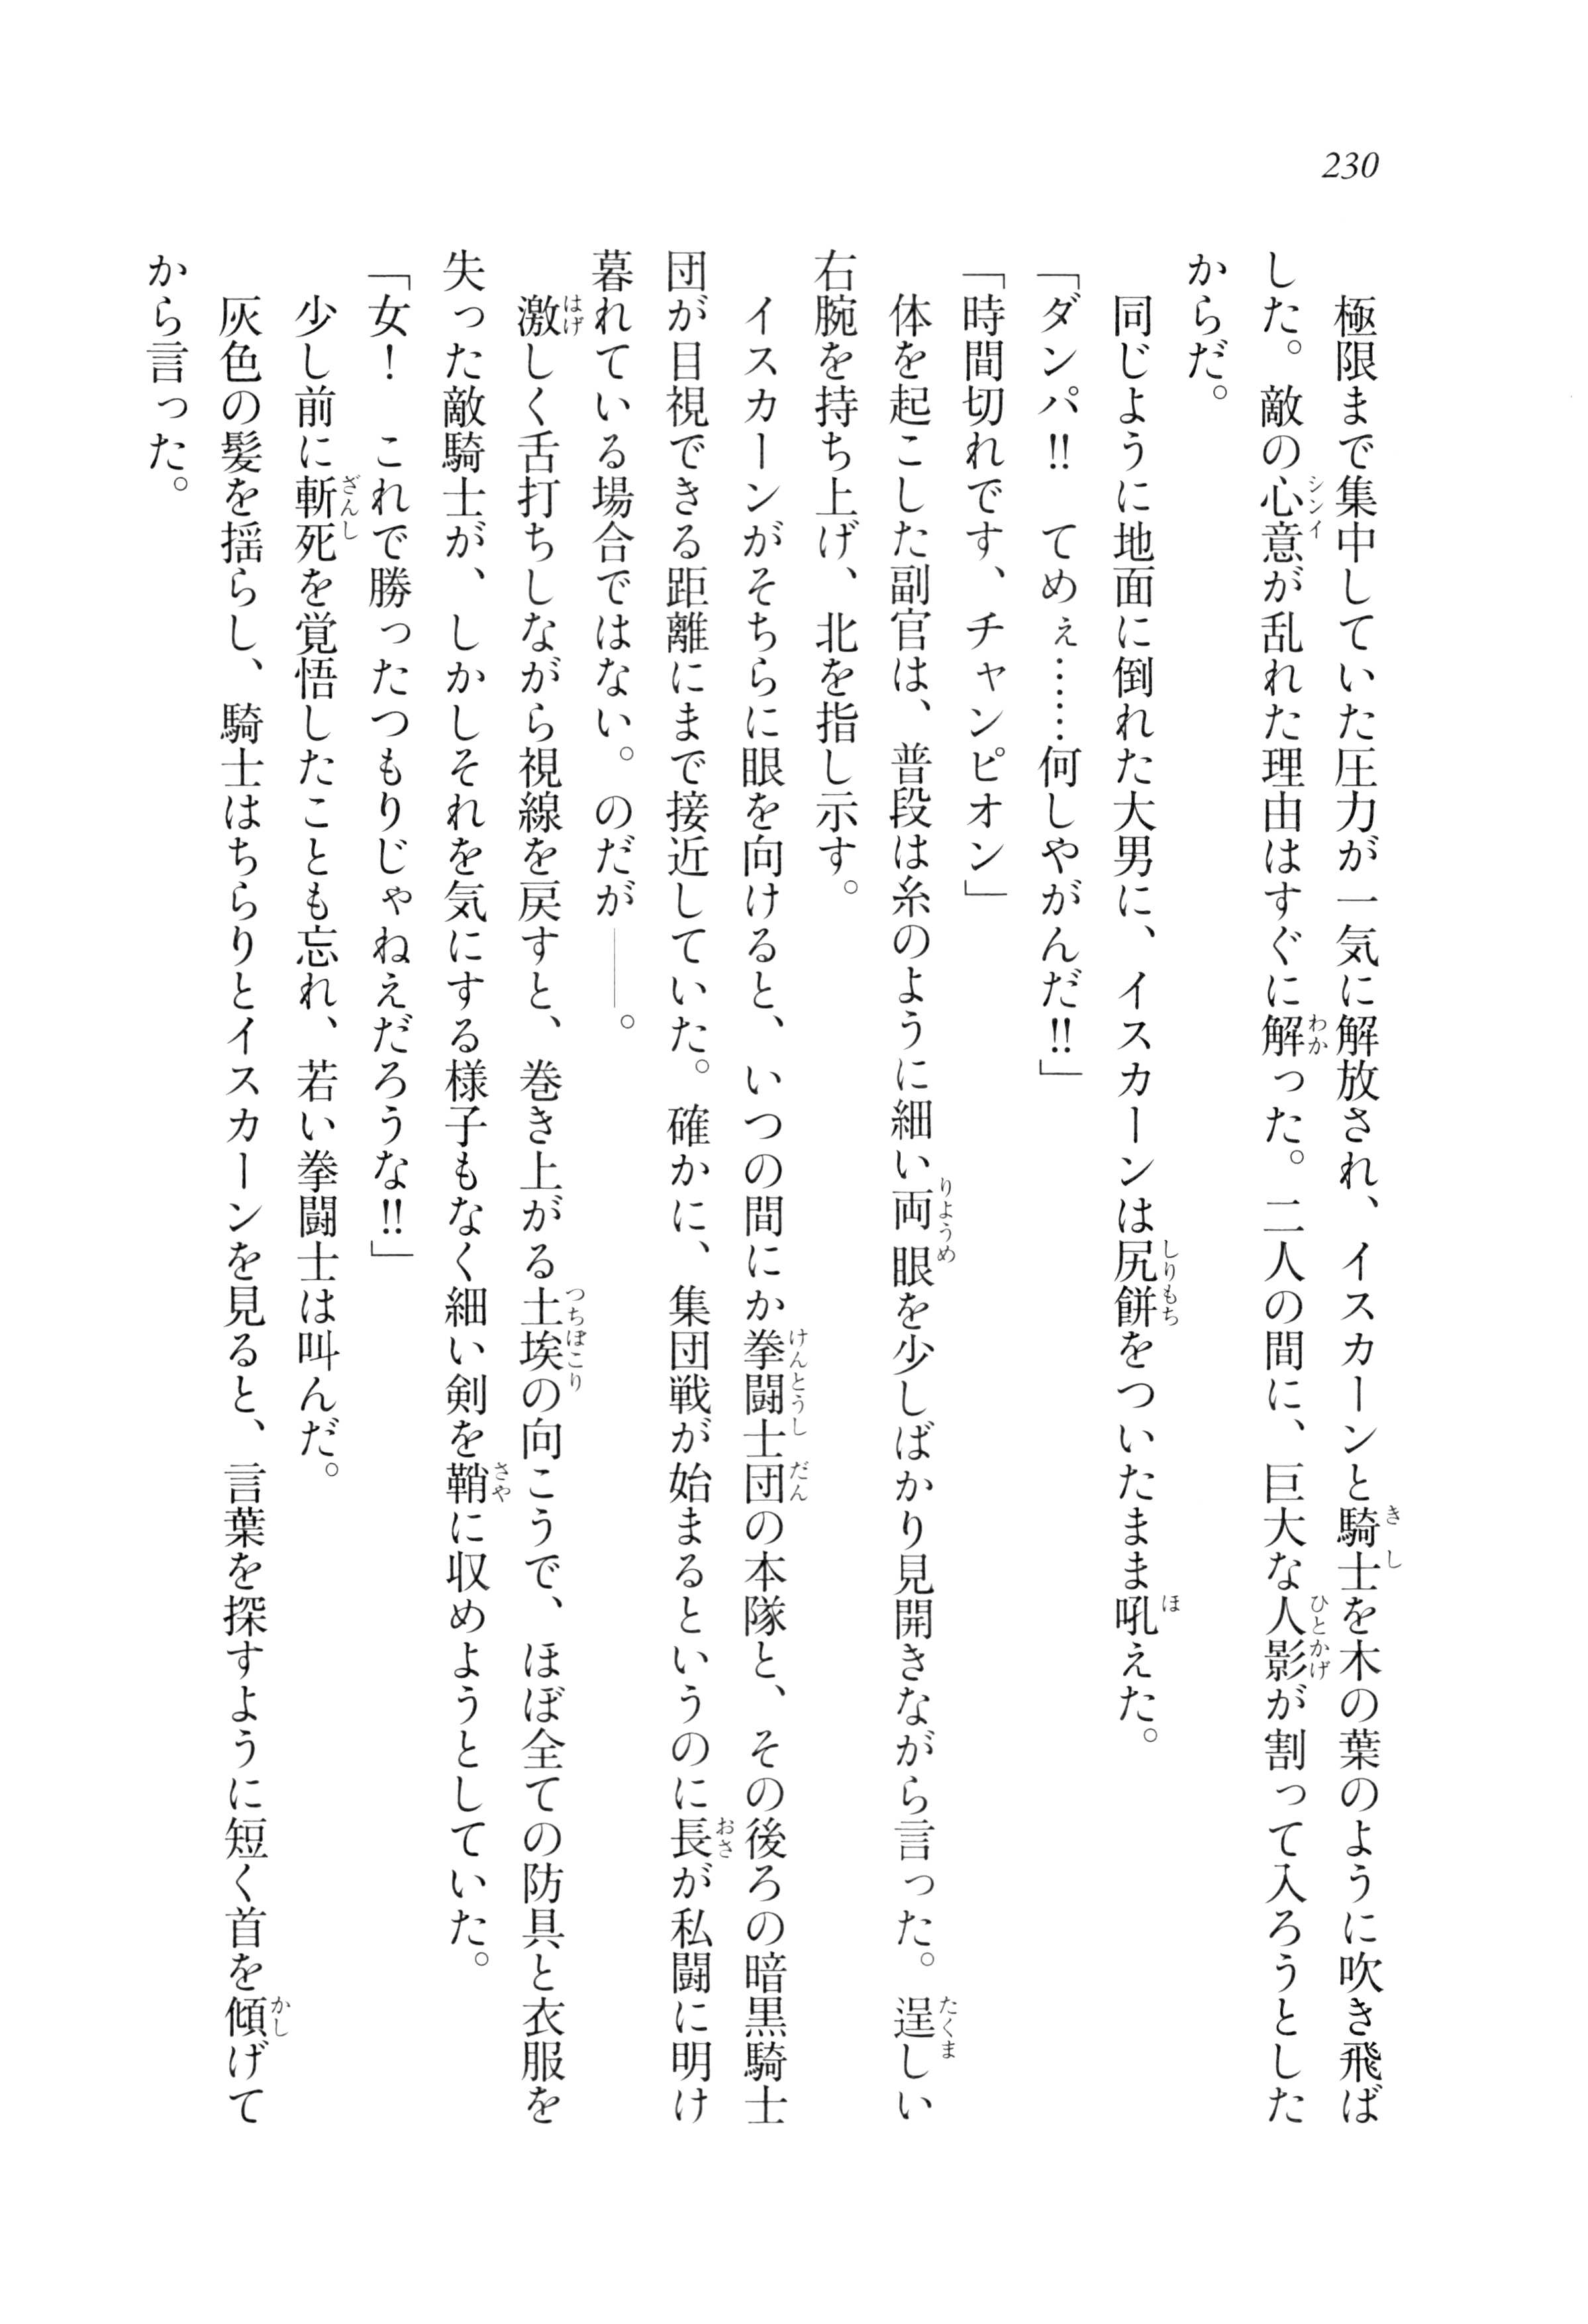 230
極限まで集中していた圧力が一気に解放され、イスカーンと騎士を木の葉のように吹き飛ば
した。敵の心意が乱れた理由はすぐに解った。二人の間に、巨大な人影が割って入ろうとした
からだ。
同じように地面に倒れた大男に、イスカーンは尻餅をついたまま吼えた。
「ダンパ!!　てめぇ……何しやがんだ!!」
「時間切れです、チャンピオン」
体を起こした副官は、普段は糸のように細い両眼を少しばかり見開きながら言った。逞しい
右腕を持ち上げ、北を指し示す。
イスカーンがそちらに眼を向けると、いつの間にか拳闘士団の本隊と、その後ろの暗黒騎士
団が目視できる距離にまで接近していた。確かに、集団戦が始まるというのに長が私闘に明け
暮れている場合ではない。のだが――。
激しく舌打ちしながら視線を戻すと、巻き上がる土埃の向こうで、ほぼ全ての防具と衣服を
失った敵騎士が、しかしそれを気にする様子もなく細い剣を鞘に収めようとしていた。
「女！　これで勝ったつもりじゃねえだろうな!!」
少し前に斬死を覚悟したことも忘れ、若い拳闘士は叫んだ。
灰色の髪を揺らし、騎士はちらりとイスカーンを見ると、言葉を探すように短く首を傾げて
から言った。